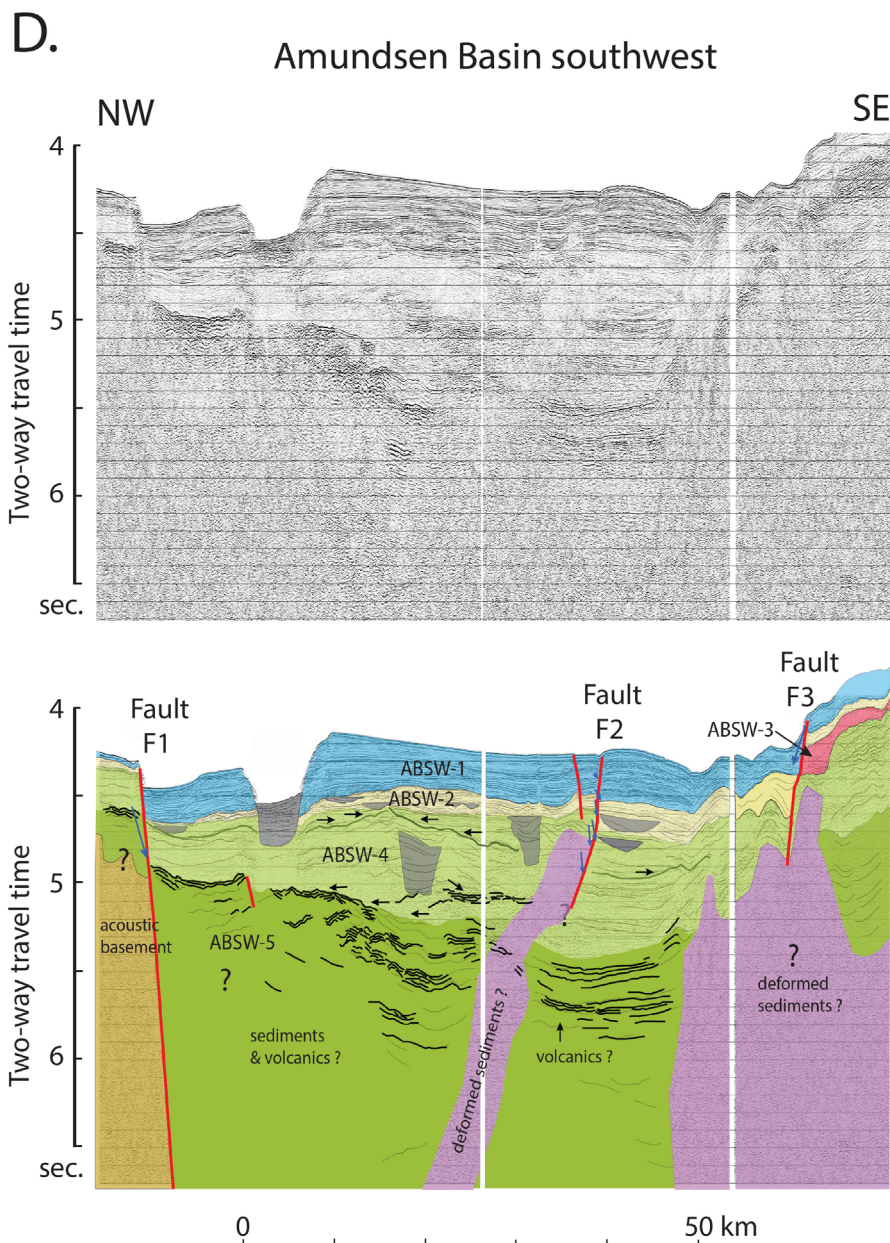 D.
Amundsen Basin southwest
NW
SE
4
5
6
sec.
Two-way travel time
Fault
F1
Fault
F2
Fault
F3
4
5
6
sec.
Two-way travel time
ABSW-3
ABSW-1
ABSW-2
ABSW-4
?
acoustic
basement
ABSW-5
?
sediments
& volcanics ?
deformed sediments ?
?
volcanics ?
?
deformed
sediments ?
0
50 km